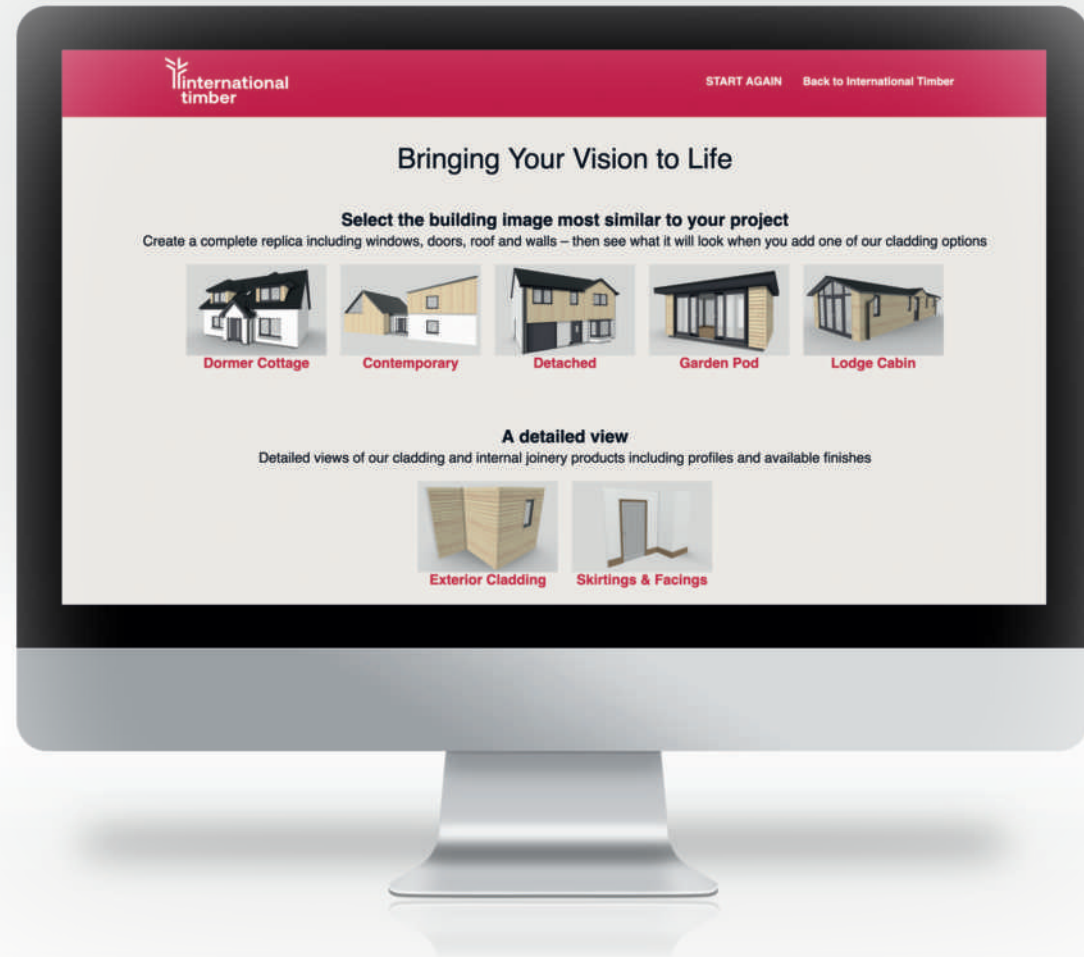 international
timber
START AGAIN Back to International Timber
Bringing Your Vision to Life
Select the building image most similar to your project
Create a complete replica including windows, doors, roof and walls – then see what it will look when you add one of our cladding options
Dormer Cottage Contemporary Detached Garden Pod Lodge Cabin
A detailed view
Detailed views of our cladding and internal joinery products including profiles and available finishes
Exterior Cladding Skirtings & Facings